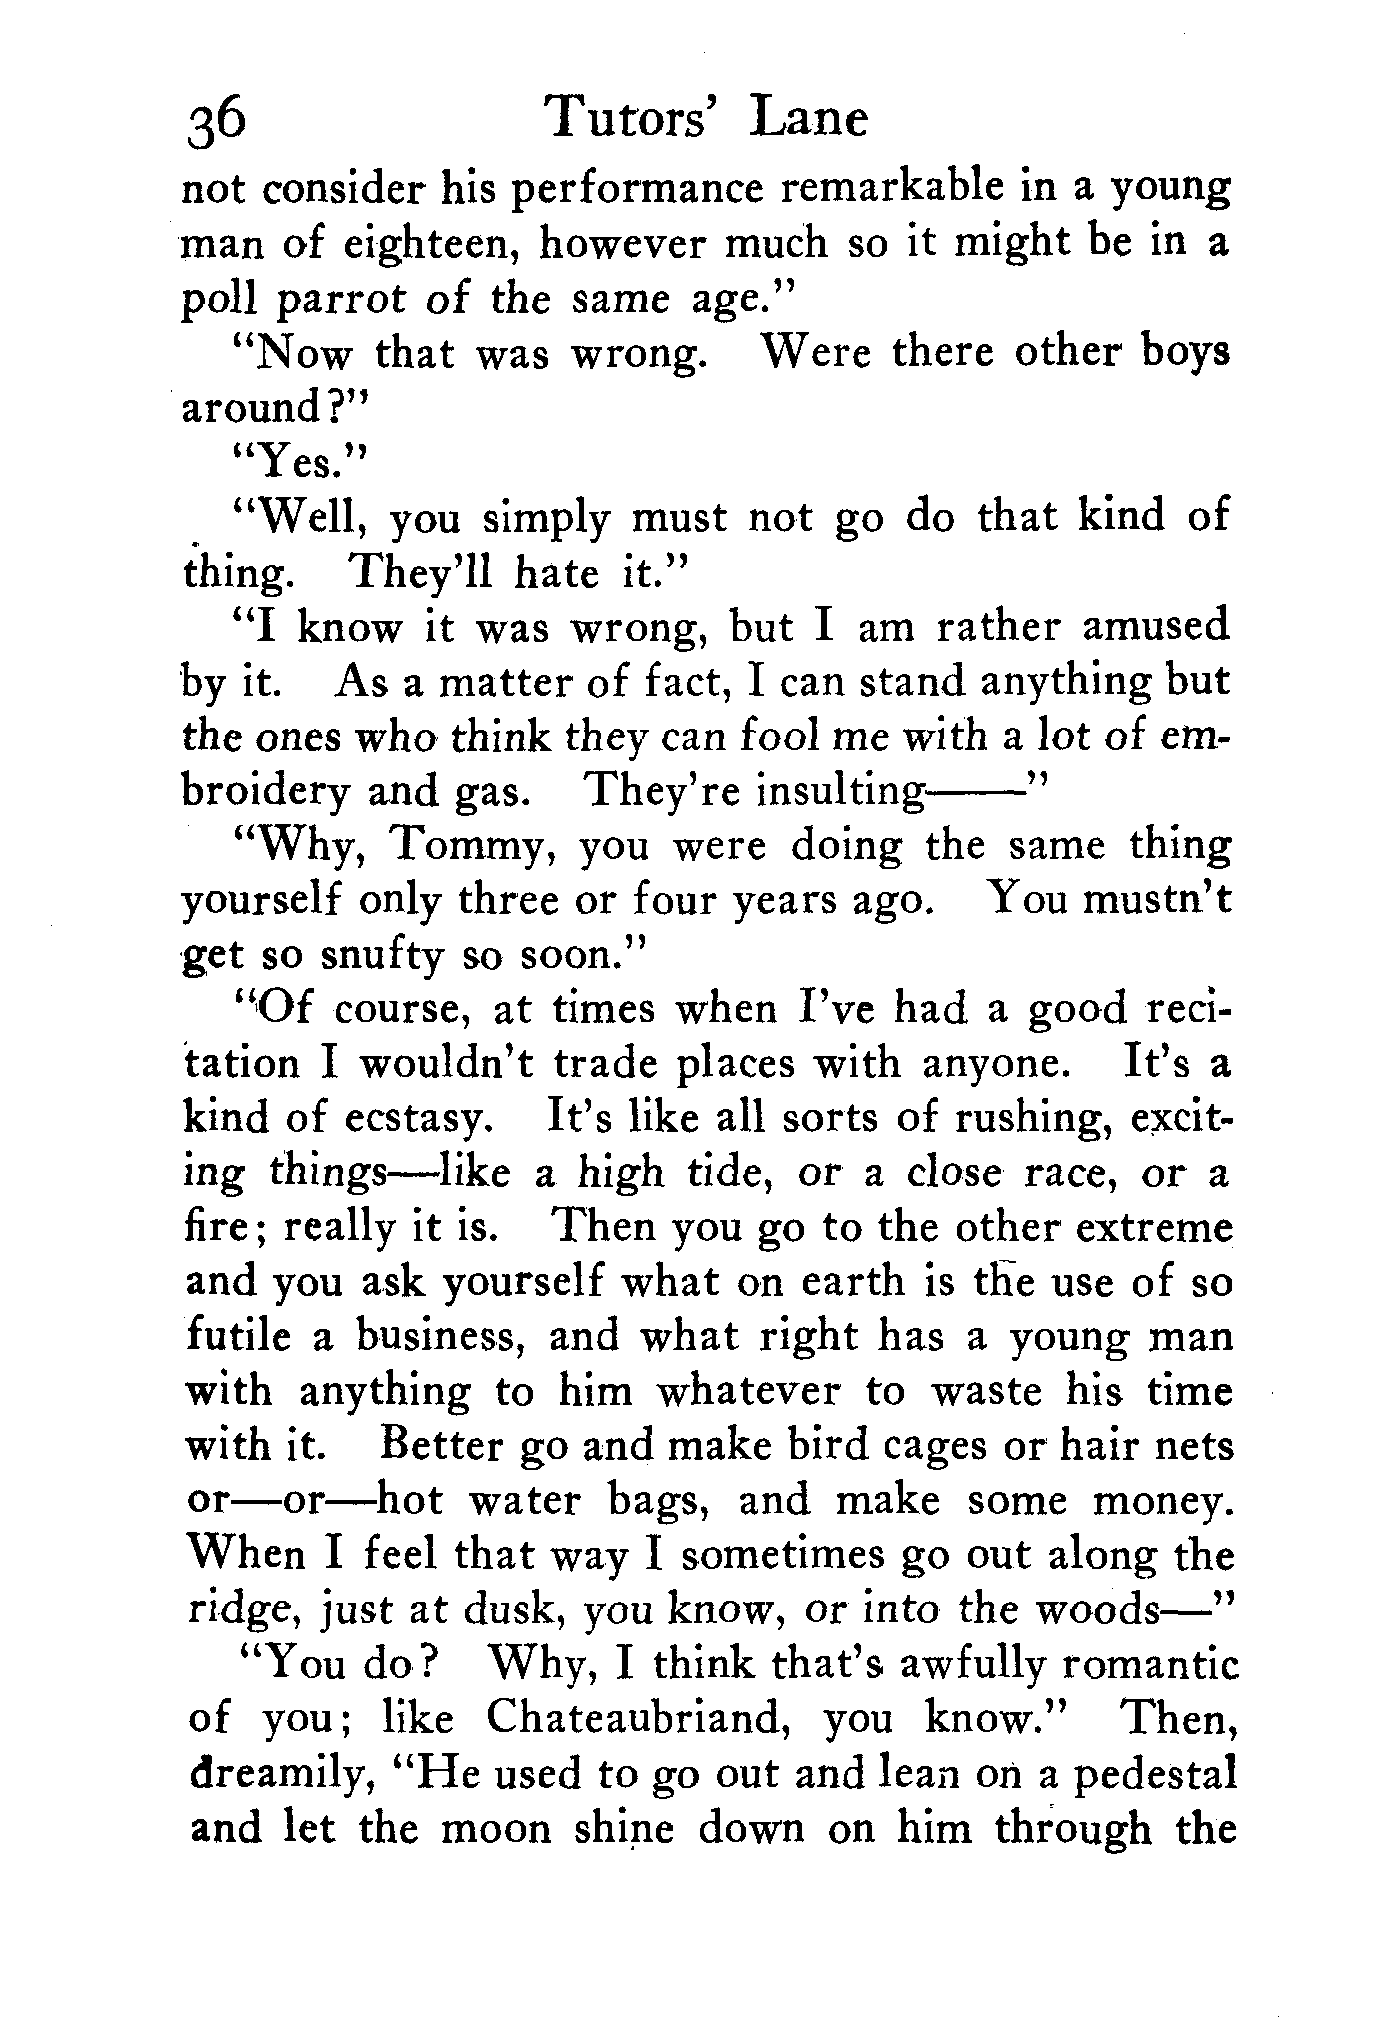 36 Tutors' Lane
not consider his performance remarkable in a young
man of eighteen, however much so it might be in a
poll parrot of the same age."
"Now that was wrong. Were there other boys
around?"
"Yes."
"Well, you simply must not go do that kind of
thing. They'll hate it."
"I know it was wrong, but I am rather amused
by it. As a matter of fact, I can stand anything but
the ones who think they can fool me with a lot of em-
broidery and gas. They're insulting——"
"Why, Tommy, you were doing the same thing
yourself only three or four years ago. You mustn't
get so snufty so soon."
"Of course, at times when I've had a good reci-
tation I wouldn't trade places with anyone. It's a
kind of ecstasy. It's like all sorts of rushing, excit-
ing things—like a high tide, or a close race, or a
fire; really it is. Then you go to the other extreme
and you ask yourself what on earth is the use of so
futile a business, and what right has a young man
with anything to him whatever to waste his time
with it. Better go and make bird cages or hair nets
or—or—hot water bags, and make some money.
When I feel that way I sometimes go out along the
ridge, just at dusk, you know, or into the woods—"
"You do? Why, I think that's awfully romantic
of you; like Chateaubriand, you know." Then,
dreamily, "He used to go out and lean on a pedestal
and let the moon shine down on him through the